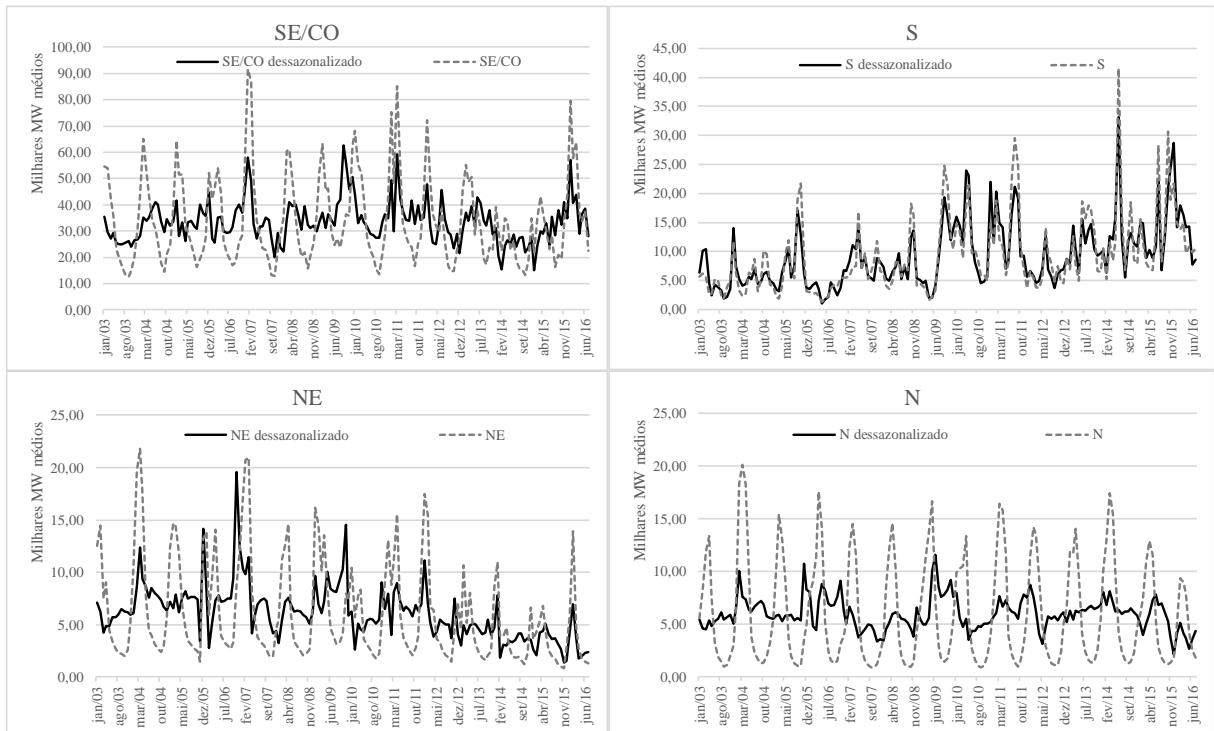 SE/CO
SE/CO dessazonalizado SE/CO
Milhares MW médios
100,00
90,00
80,00
70,00
60,00
50,00
40,00
30,00
20,00
10,00
0,00
jan/03 ago/03 mar/04 out/04 mai/05 dez/05 jul/06 fev/07 set/07 abr/08 nov/08 jun/09 jan/10 ago/10 mar/11 out/11 mai/12 dez/12 jul/13 fev/14 set/14 abr/15 nov/15 jun/16
S
S dessazonalizado S
Milhares MW médios
45,00
40,00
35,00
30,00
25,00
20,00
15,00
10,00
5,00
0,00
jan/03 ago/03 mar/04 out/04 mai/05 dez/05 jul/06 fev/07 set/07 abr/08 nov/08 jun/09 jan/10 ago/10 mar/11 out/11 mai/12 dez/12 jul/13 fev/14 set/14 abr/15 nov/15 jun/16
NE
NE dessazonalizado NE
Milhares MW médios
25,00
20,00
15,00
10,00
5,00
0,00
jan/03 ago/03 mar/04 out/04 mai/05 dez/05 jul/06 fev/07 set/07 abr/08 nov/08 jun/09 jan/10 ago/10 mar/11 out/11 mai/12 dez/12 jul/13 fev/14 set/14 abr/15 nov/15 jun/16
N
N dessazonalizado N
Milhares MW médios
25,00
20,00
15,00
10,00
5,00
0,00
jan/03 ago/03 mar/04 out/04 mai/05 dez/05 jul/06 fev/07 set/07 abr/08 nov/08 jun/09 jan/10 ago/10 mar/11 out/11 mai/12 dez/12 jul/13 fev/14 set/14 abr/15 nov/15 jun/16